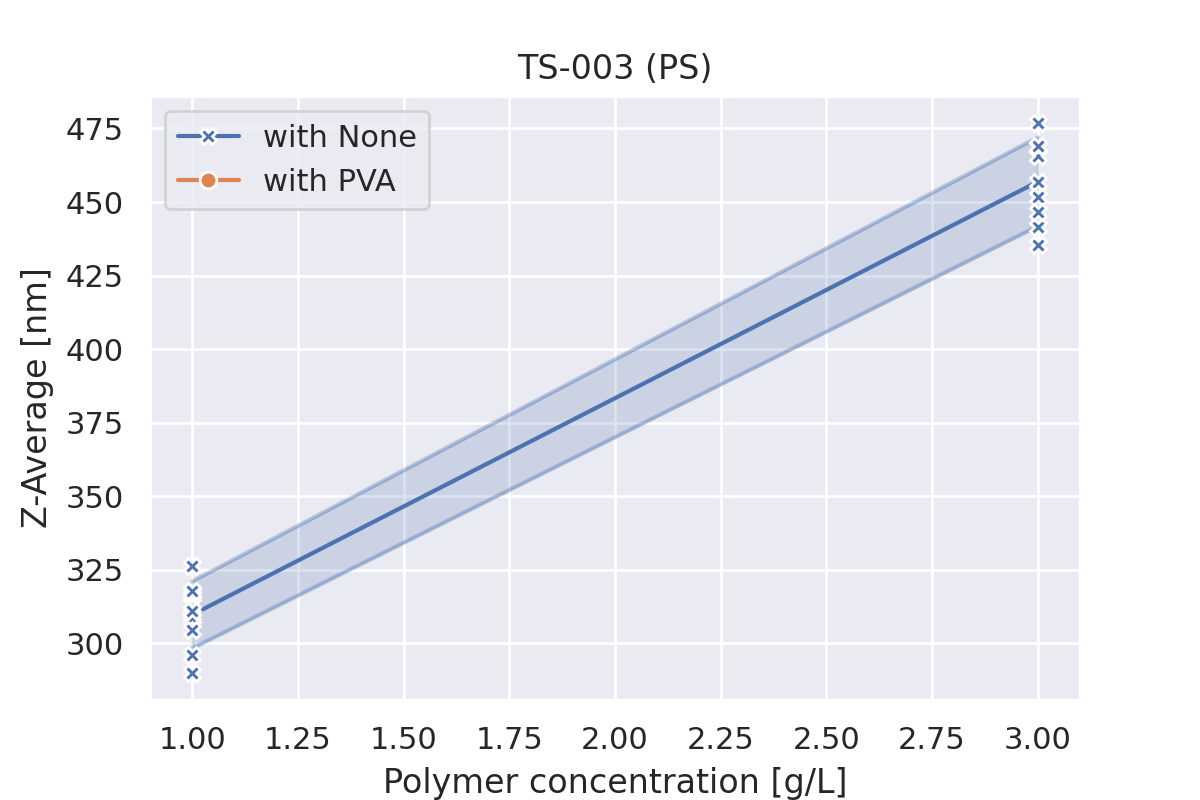 TS-003 (PS)
with None
with PVA
475
450
425
400
375
350
325
300
Z-Average [nm]
1.00 1.25 1.50 1.75 2.00 2.25 2.50 2.75 3.00
Polymer concentration [g/L]